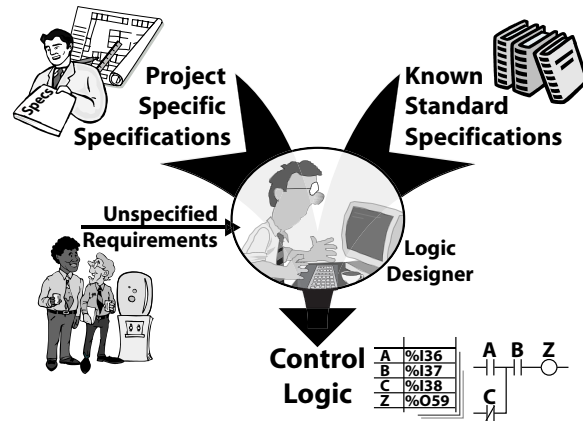 Specs
Project
Specific
Specifications
Known
Standard
Specifications
Unspecified
Requirements
Logic
Designer
Control
Logic
A %I36
B %I37
C %I38
Z %O59
A B Z
C